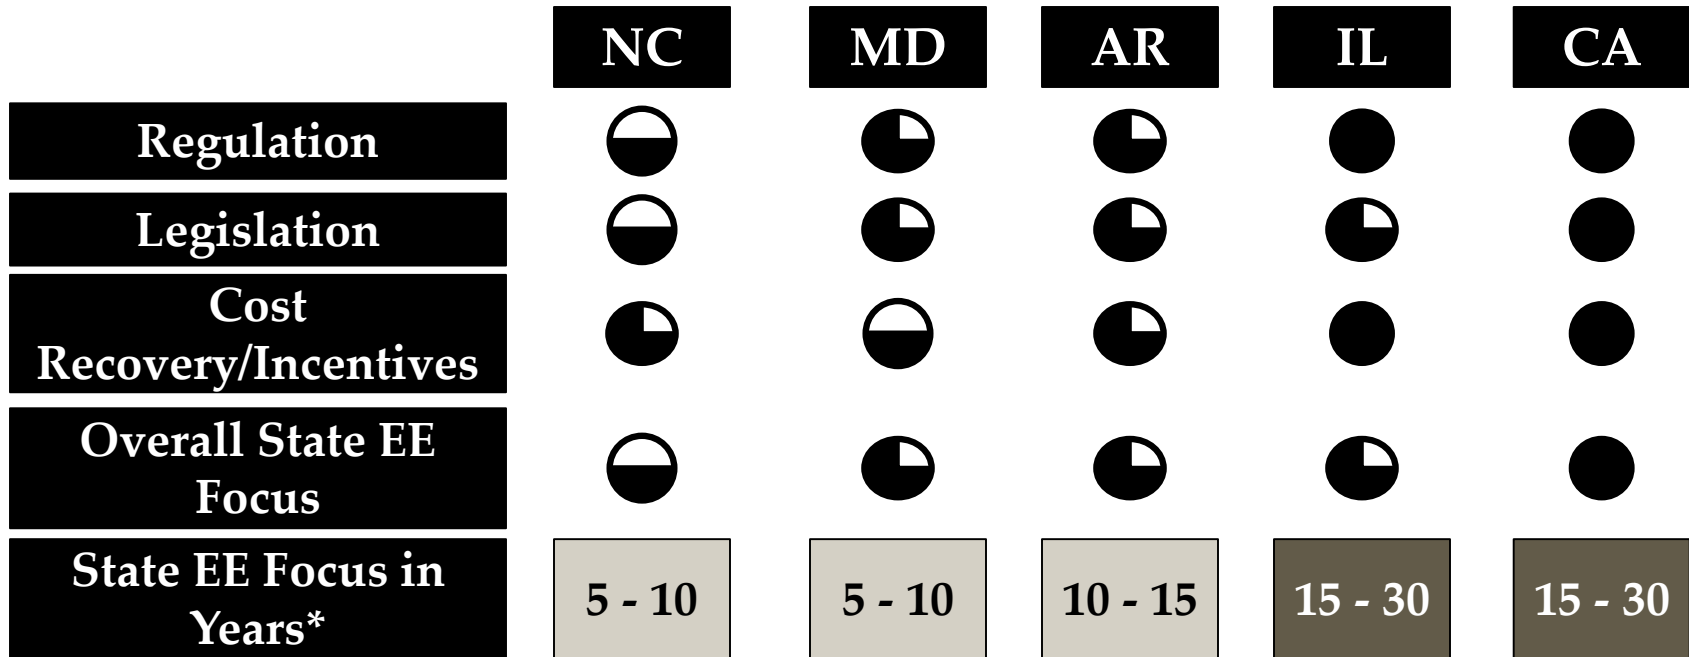 NC MD AR IL CA
Regulation
Legislation
Cost
Recovery/Incentives
Overall State EE
Focus
State EE Focus in
Years*
5 - 10 5 - 10 10 - 15 15 - 30 15 - 30